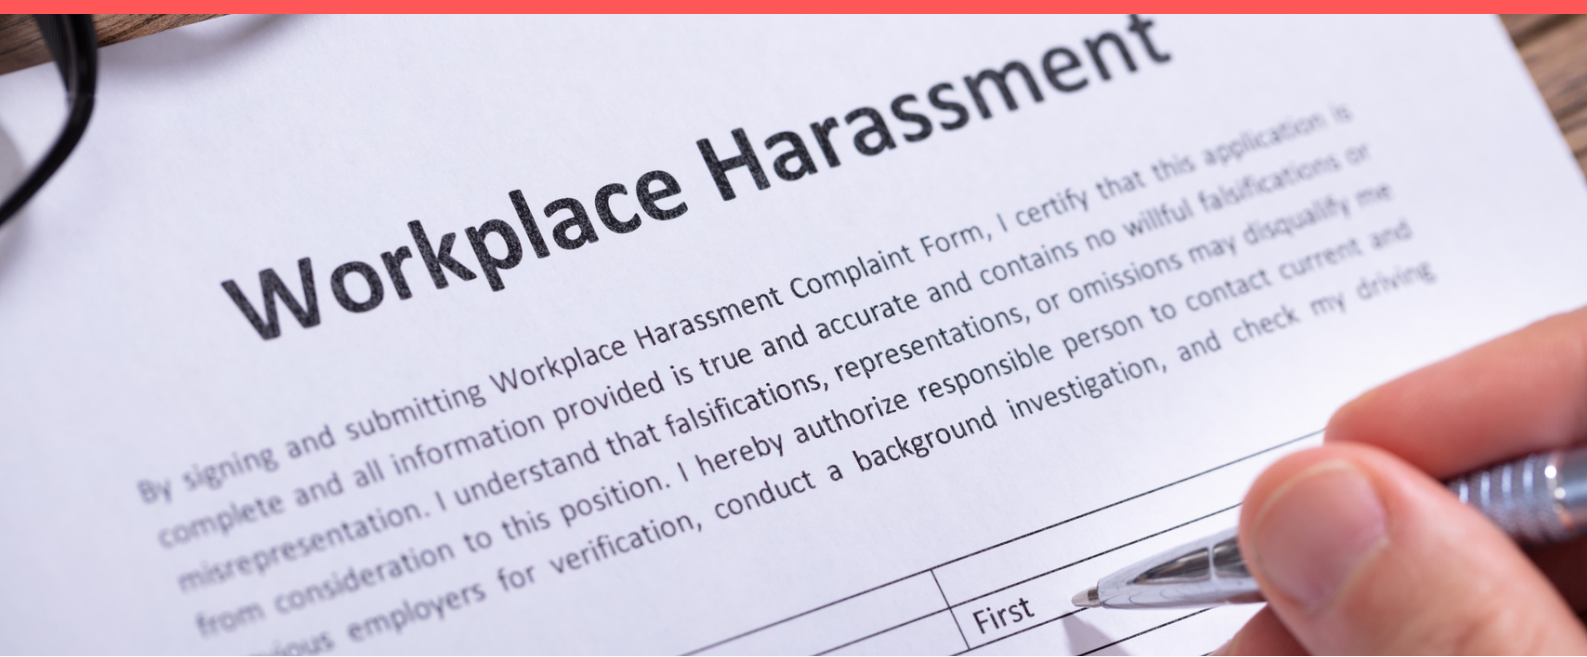 Workplace Harassment
By signing and submitting Workplace Harassment Complaint Form, I certify that this application is
complete and all information provided is true and accurate and contains no willful falsifications or
misrepresentation. I understand that falsifications, representations, or omissions may disqualify me
from consideration to this position. I hereby authorize responsible person to contact current and
employers for verification, conduct a background investigation, and check my driving
First